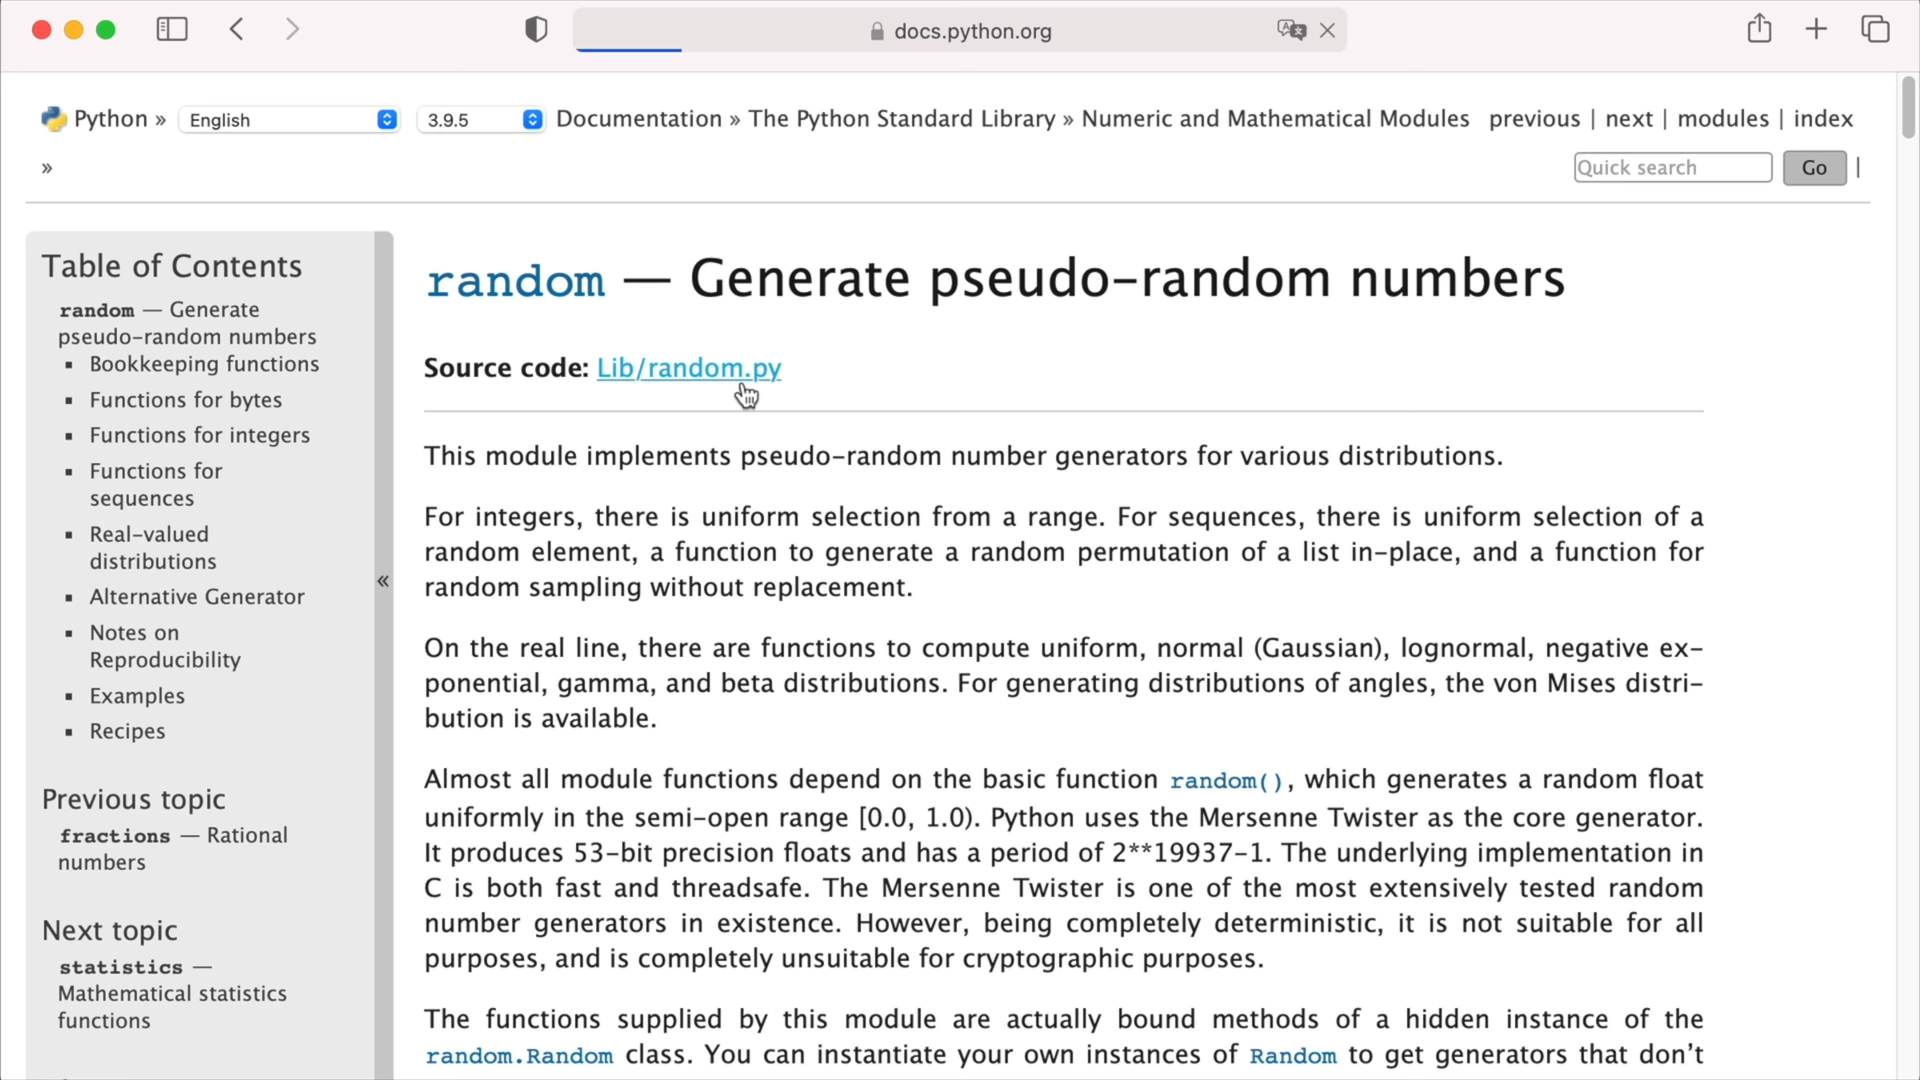 docs.python.org
Python » English 3.9.5 Documentation » The Python Standard Library » Numeric and Mathematical Modules previous | next | modules | index
» Quick search Go |
Table of Contents
random — Generate
pseudo-random numbers
▪ Bookkeeping functions
▪ Functions for bytes
▪ Functions for integers
▪ Functions for
sequences
▪ Real-valued
distributions
▪ Alternative Generator
▪ Notes on
Reproducibility
▪ Examples
▪ Recipes
Previous topic
fractions — Rational
numbers
Next topic
statistics —
Mathematical statistics
functions
«
random — Generate pseudo-random numbers
Source code: Lib/random.py
This module implements pseudo-random number generators for various distributions.
For integers, there is uniform selection from a range. For sequences, there is uniform selection of a
random element, a function to generate a random permutation of a list in-place, and a function for
random sampling without replacement.
On the real line, there are functions to compute uniform, normal (Gaussian), lognormal, negative ex-
ponential, gamma, and beta distributions. For generating distributions of angles, the von Mises distri-
bution is available.
Almost all module functions depend on the basic function random(), which generates a random float
uniformly in the semi-open range [0.0, 1.0). Python uses the Mersenne Twister as the core generator.
It produces 53-bit precision floats and has a period of 2**19937-1. The underlying implementation in
C is both fast and threadsafe. The Mersenne Twister is one of the most extensively tested random
number generators in existence. However, being completely deterministic, it is not suitable for all
purposes, and is completely unsuitable for cryptographic purposes.
The functions supplied by this module are actually bound methods of a hidden instance of the
random.Random class. You can instantiate your own instances of Random to get generators that don't